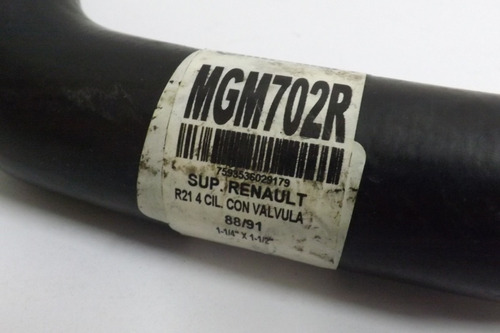 MGM702R
7593536029179
SUP. RENAULT
R21 4 CIL. CON VALVULA
88/91
1-1/4" X 1-1/2"